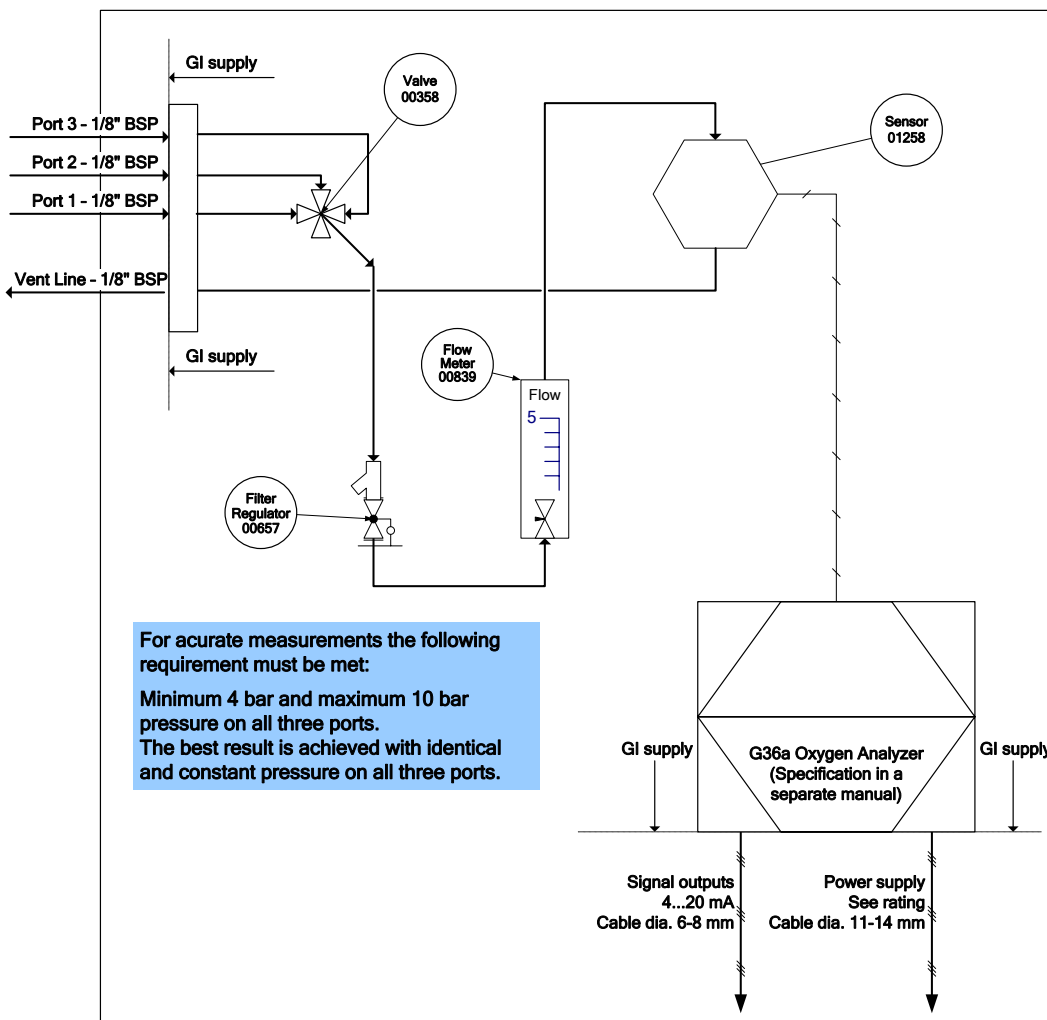 GI supply
Valve
00358
Port 3 - 1/8" BSP
Port 2 - 1/8" BSP
Port 1 - 1/8" BSP
Vent Line - 1/8" BSP
GI supply
Sensor
01258
Flow
Meter
00839
Flow
5
Filter
Regulator
00657
For acurate measurements the following
requirement must be met:
Minimum 4 bar and maximum 10 bar
pressure on all three ports.
The best result is achieved with identical
and constant pressure on all three ports.
GI supply
G36a Oxygen Analyzer
(Specification in a
separate manual)
GI supply
Signal outputs
4...20 mA
Cable dia. 6-8 mm
Power supply
See rating
Cable dia. 11-14 mm